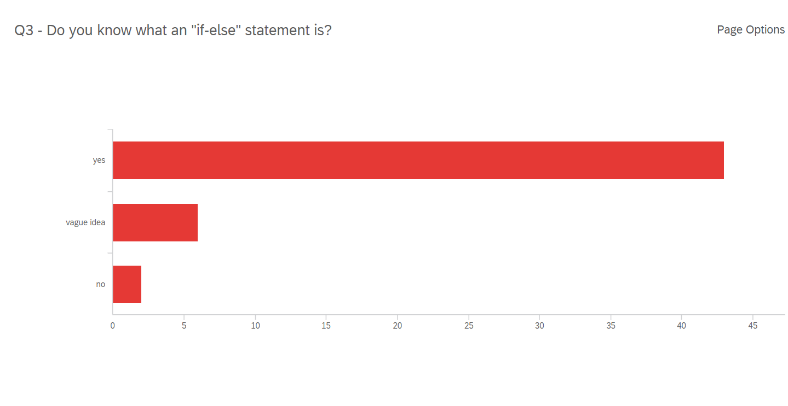 Q3 - Do you know what an "if-else" statement is?
Page Options
yes
vague idea
no
0 5 10 15 20 25 30 35 40 45